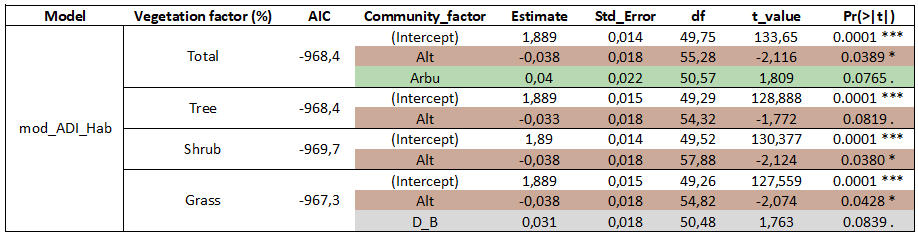 Model Vegetation factor (%) AIC Community_factor Estimate Std_Error df t_value Pr(>|t|)
mod_ADI_Hab Total -968,4 (Intercept) 1,889 0,014 49,75 133,65 0.0001 ***
Alt -0,038 0,018 55,28 -2,116 0.0389 *
Arbu 0,04 0,022 50,57 1,809 0.0765 .
Tree -968,4 (Intercept) 1,889 0,015 49,29 128,888 0.0001 ***
Alt -0,033 0,018 54,32 -1,772 0.0819 .
Shrub -969,7 (Intercept) 1,89 0,014 49,52 130,377 0.0001 ***
Alt -0,038 0,018 57,88 -2,124 0.0380 *
Grass -967,3 (Intercept) 1,889 0,015 49,26 127,559 0.0001 ***
Alt -0,038 0,018 54,82 -2,074 0.0428 *
D_B 0,031 0,018 50,48 1,763 0.0839 .